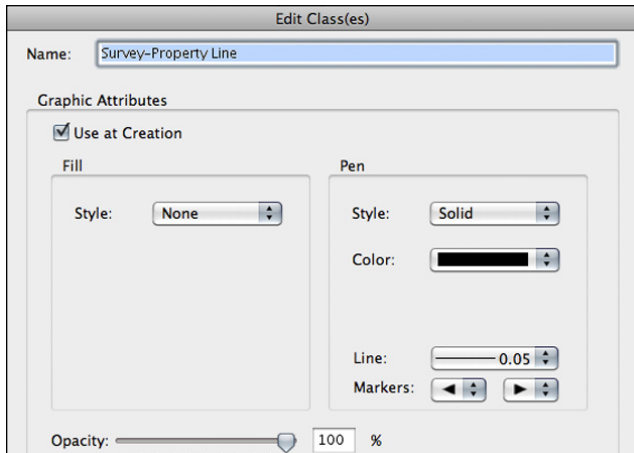 Edit Class(es)
Name: Survey-Property Line
Graphic Attributes
Use at Creation
Fill
Pen
Style: None
Style: Solid
Color:
Line: 0.05
Markers:
Opacity: 100 %